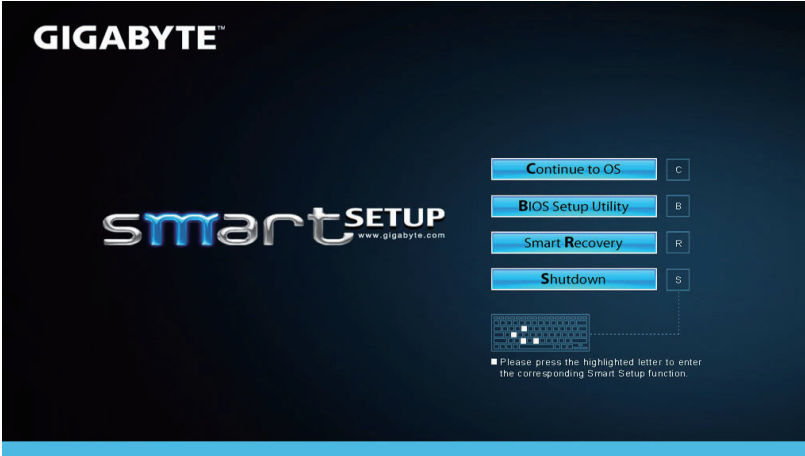 GIGABYTE™
smart SETUP
www.gigabyte.com
Continue to OS C
BIOS Setup Utility B
Smart Recovery R
Shutdown S
Please press the highlighted letter to enter
the corresponding Smart Setup function.